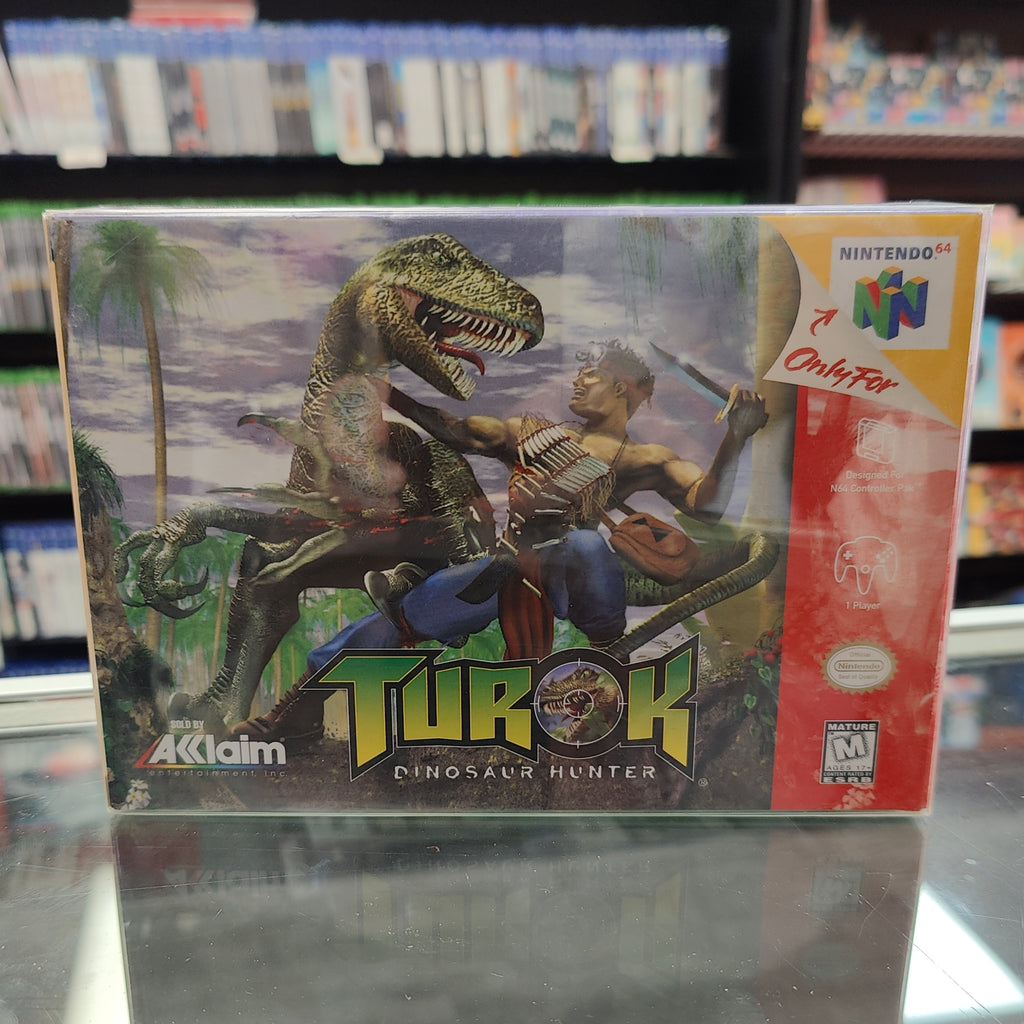 NINTENDO 64
Only For
Designed For
N64 Controller Pak
1 Player
Official
Nintendo
Seal of Quality
SOLD BY
AKKlaim
entertainment, Inc.
TUROK
DINOSAUR HUNTER
®
MATURE
M
AGES 17+
CONTENT RATED BY
ESRB